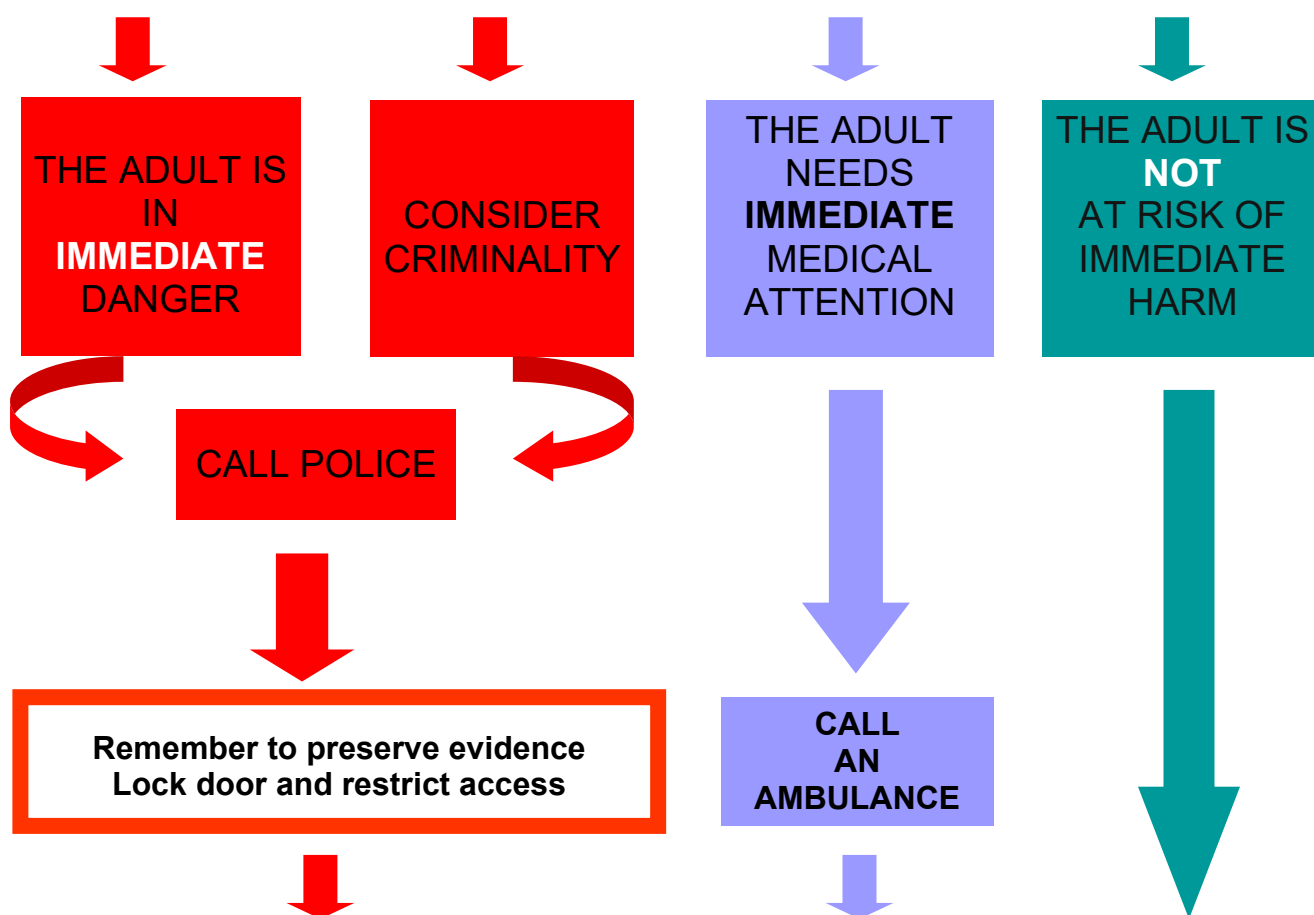 THE ADULT IS
IN
IMMEDIATE
DANGER
CONSIDER
CRIMINALITY
THE ADULT
NEEDS
IMMEDIATE
MEDICAL
ATTENTION
THE ADULT IS
NOT
AT RISK OF
IMMEDIATE
HARM
CALL POLICE
Remember to preserve evidence
Lock door and restrict access
CALL
AN
AMBULANCE